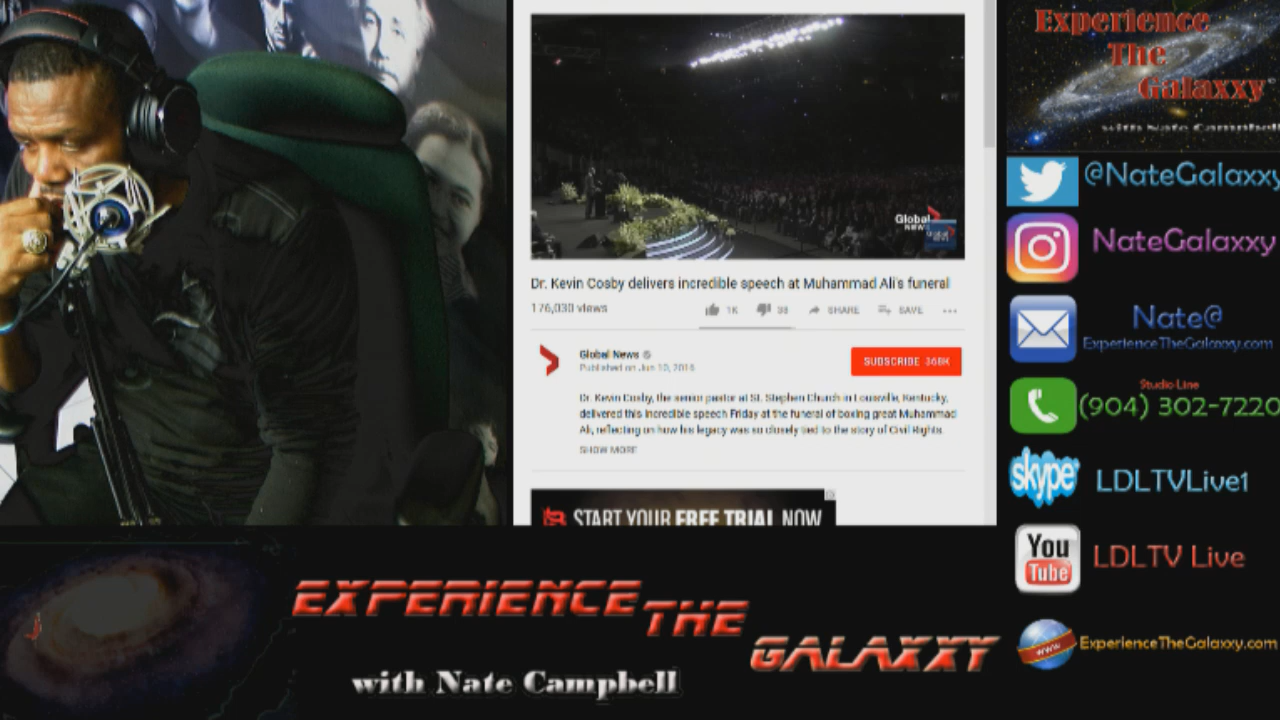 Global
NEWS
Dr. Kevin Cosby delivers incredible speech at Muhammad Ali's funeral
176,030 views
1K
38
SHARE
SAVE
Global News
Published on Jun 10, 2016
SUBSCRIBE 368K
Dr. Kevin Cosby, the senior pastor at St. Stephen Church in Louisville, Kentucky,
delivered this incredible speech Friday at the funeral of boxing great Muhammad
Ali, reflecting on how his legacy was so closely tied to the story of Civil Rights.
SHOW MORE
START YOUR FREE TRIAL NOW
Experience
The
Galaxxy
with Nate Campbell
@NateGalaxxy
NateGalaxxy
Nate@
ExperienceTheGalaxxy.com
Studio Line
(904) 302-7220
skype
LDLTVLive1
You
Tube
LDLTV Live
www
ExperienceTheGalaxxy.com
EXPERIENCE
THE
GALAXXY
with Nate Campbell